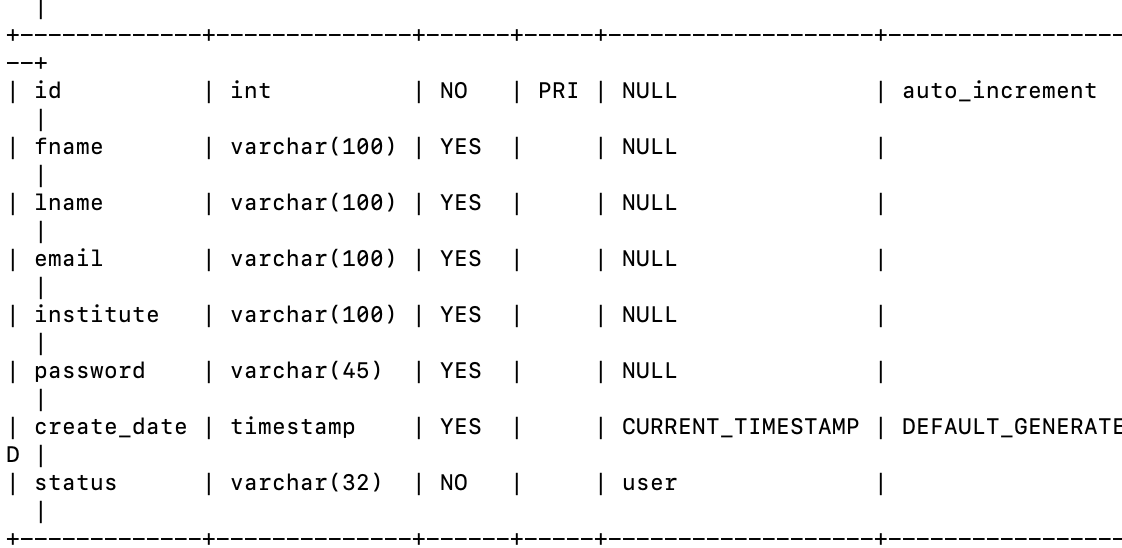 |
+-------------+--------------+------+-----+-------------------+-----------------
--+
| id          | int          | NO   | PRI | NULL              | auto_increment
  |
| fname       | varchar(100) | YES  |     | NULL              |
  |
| lname       | varchar(100) | YES  |     | NULL              |
  |
| email       | varchar(100) | YES  |     | NULL              |
  |
| institute   | varchar(100) | YES  |     | NULL              |
  |
| password    | varchar(45)  | YES  |     | NULL              |
  |
| create_date | timestamp    | YES  |     | CURRENT_TIMESTAMP | DEFAULT_GENERATE
D |
| status      | varchar(32)  | NO   |     | user              |
  |
+-------------+--------------+------+-----+-------------------+-----------------